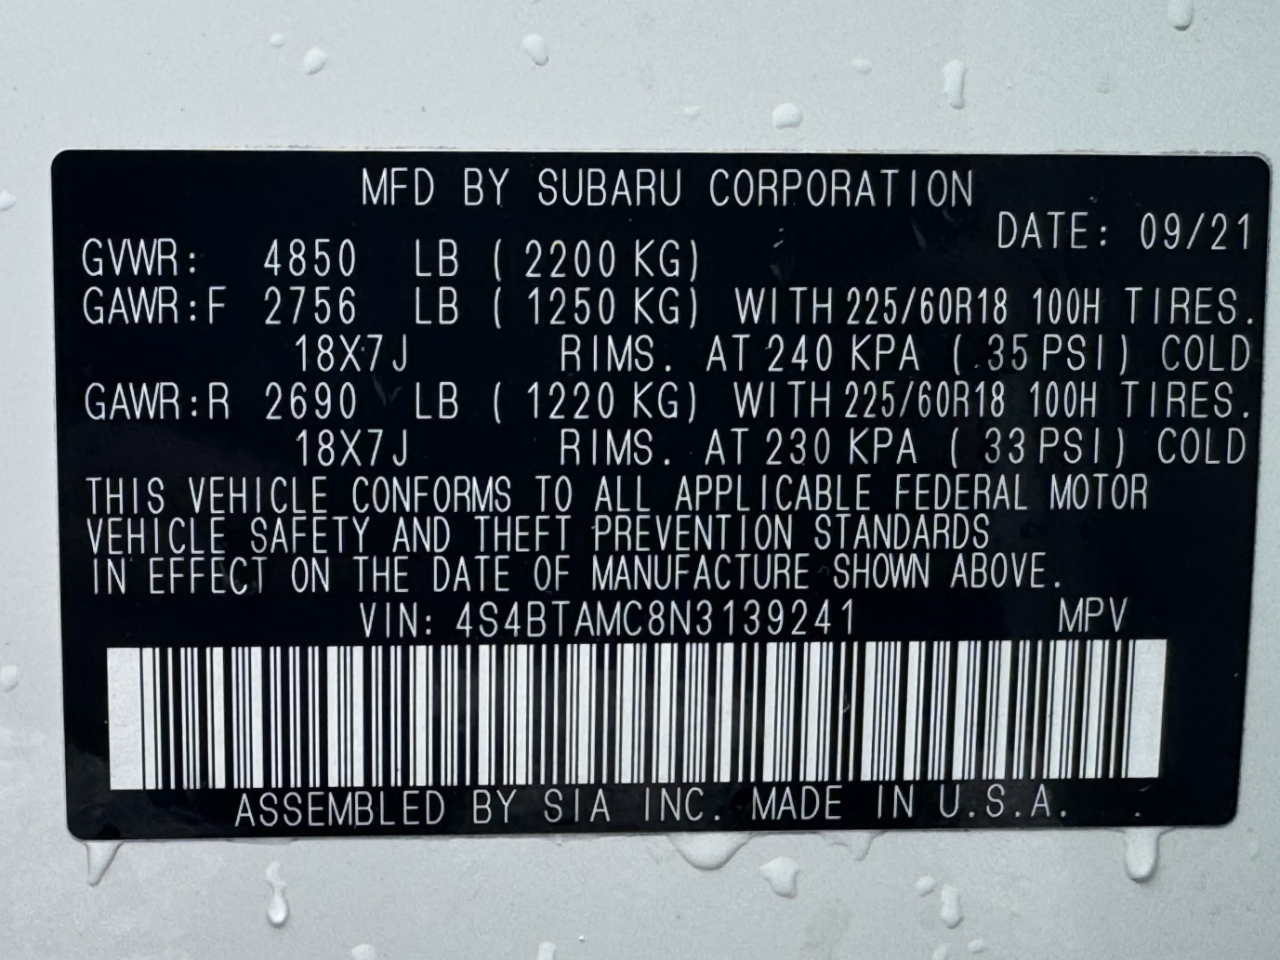 MFD BY SUBARU CORPORATION
DATE: 09/21
GVWR: 4850 LB ( 2200 KG)
GAWR:F 2756 LB ( 1250 KG) WITH 225/60R18 100H TIRES.
18X7J RIMS. AT 240 KPA ( 35 PSI) COLD
GAWR:R 2690 LB ( 1220 KG) WITH 225/60R18 100H TIRES.
18X7J RIMS. AT 230 KPA ( 33 PSI) COLD
THIS VEHICLE CONFORMS TO ALL APPLICABLE FEDERAL MOTOR
VEHICLE SAFETY AND THEFT PREVENTION STANDARDS
IN EFFECT ON THE DATE OF MANUFACTURE SHOWN ABOVE.
VIN: 4S4BTAMC8N3139241 MPV
ASSEMBLED BY SIA INC. MADE IN U.S.A.